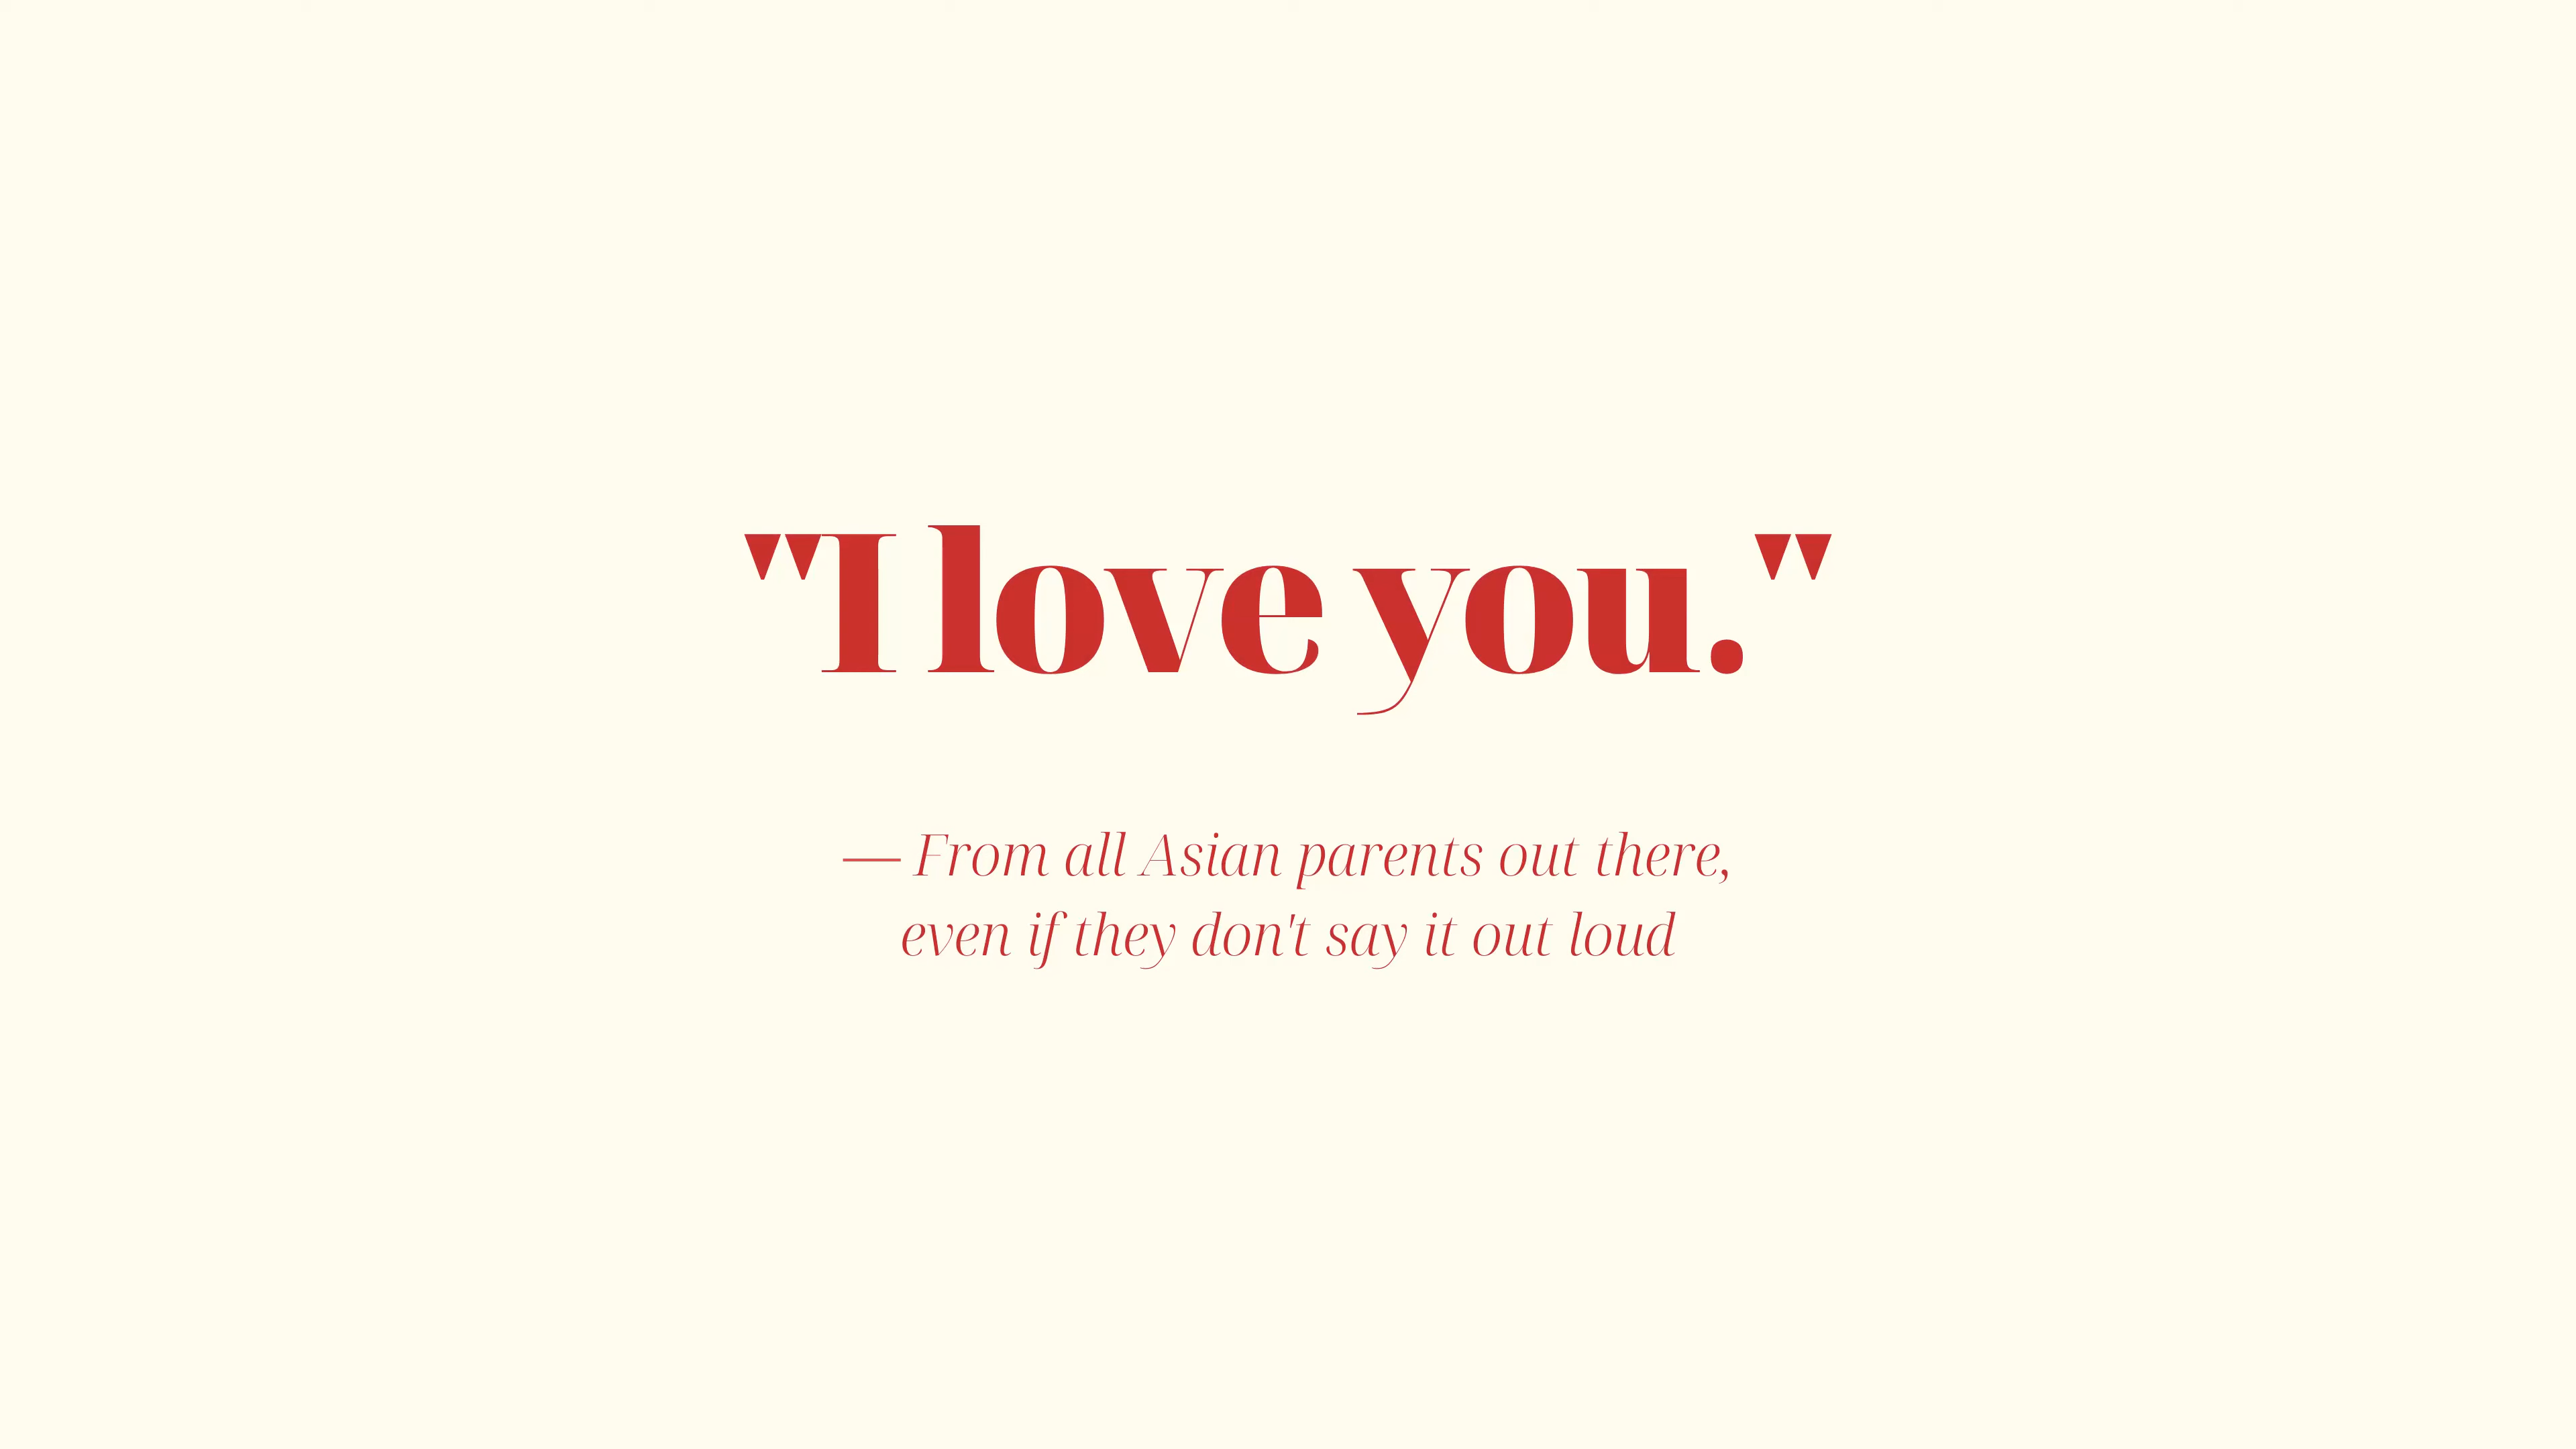 "I love you."
— From all Asian parents out there,
even if they don't say it out loud